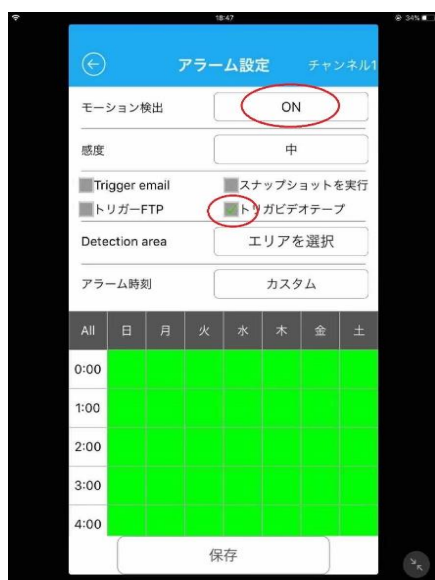 18:47 34%
アラーム設定 チャンネル1
モーション検出 ON
感度 中
Trigger email スナップショットを実行
トリガーFTP トリガビデオテープ
Detection area エリアを選択
アラーム時刻 カスタム
All 日 月 火 水 木 金 土
0:00
1:00
2:00
3:00
4:00
保存